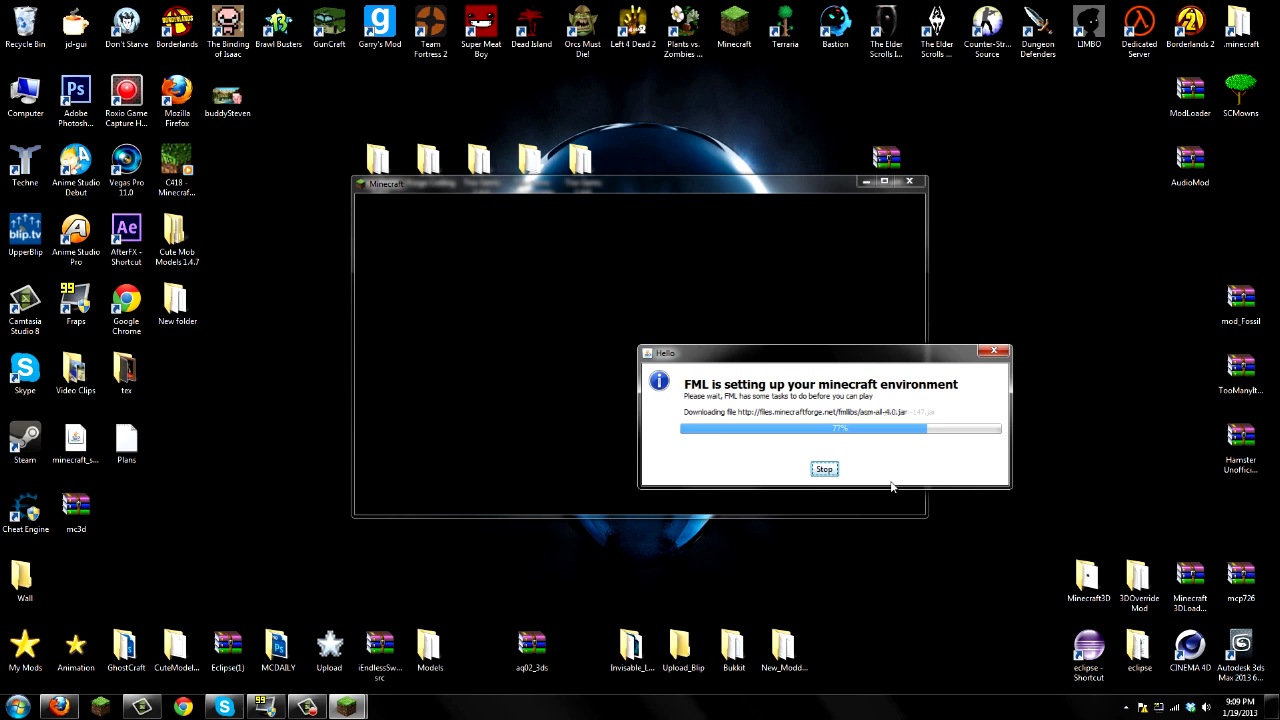 Recycle Bin
jd-gui
Don't Starve
Borderlands
The Binding of Isaac
Brawl Busters
GunCraft
Garry's Mod
Team Fortress 2
Super Meat Boy
Dead Island
Orcs Must Die!
Left 4 Dead 2
Plants vs. Zombies ...
Minecraft
Terraria
Bastion
The Elder Scrolls I...
The Elder Scrolls ...
Counter-Str... Source
Dungeon Defenders
LIMBO
Dedicated Server
Borderlands 2
.minecraft
Computer
Adobe Photosh...
Roxio Game Capture H...
Mozilla Firefox
buddySteven
ModLoader
SCMowns
Techne
Anime Studio Debut
Vegas Pro 11.0
C418 - Minecraf...
AudioMod
Minecraft
UpperBlip
Anime Studio Pro
AfterFX - Shortcut
Cute Mob Models 1.4.7
Camtasia Studio 8
99
Fraps
Google Chrome
New folder
mod_Fossil
Skype
Video Clips
tex
TooManyIt...
Hello
FML is setting up your minecraft environment
Please wait, FML has some tasks to do before you can play
Downloading file http://files.minecraftforge.net/fmllibs/asm-all-4.0.jar -147.jar
77%
Stop
Steam
minecraft_s...
Plans
Hamster Unoffici...
Cheat Engine
mc3d
Wall
Minecraft3D
3DOverride Mod
Minecraft 3DLoad...
mcp726
My Mods
Animation
GhostCraft
CuteModel...
Eclipse(1)
MCDAILY
Upload
iEndlessSw... src
Models
aq02_3ds
Invisable_L...
Upload_Blip
Bukkit
New_Modd...
eclipse - Shortcut
eclipse
CINEMA 4D
Autodesk 3ds Max 2013 6...
99
9:09 PM
1/19/2013